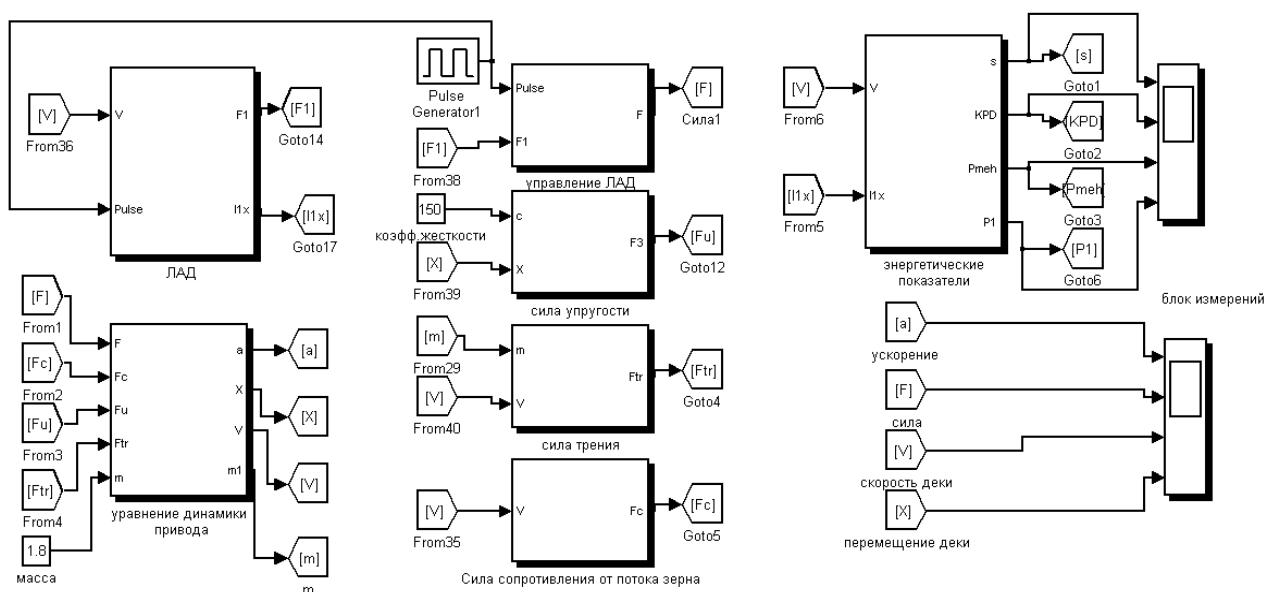 [V]
From36
V
Pulse
F1
I1x
ЛАД
[F1]
Goto14
[I1x]
Goto17
Pulse
Generator1
[F1]
From38
Pulse
F1
F
управление ЛАД
[F]
Сила1
150
коэфф.жесткости
[X]
From39
c
X
F3
сила упругости
[Fu]
Goto12
[m]
From29
[V]
From40
m
V
Ftr
сила трения
[Ftr]
Goto4
[V]
From35
V
Fc
Сила сопротивления от потока зерна
[Fc]
Goto5
[F]
From1
[Fc]
From2
[Fu]
From3
[Ftr]
From4
1.8
масса
F
Fc
Fu
Ftr
m
a
X
V
m1
уравнение динамики
привода
[a]
[X]
[V]
[m]
m
[V]
From6
[I1x]
From5
V
I1x
s
KPD
Pmeh
P1
энергетические
показатели
[s]
Goto1
[KPD]
Goto2
[Pmeh]
Goto3
[P1]
Goto6
блок измерений
[a]
ускорение
[F]
сила
[V]
скорость деки
[X]
перемещение деки